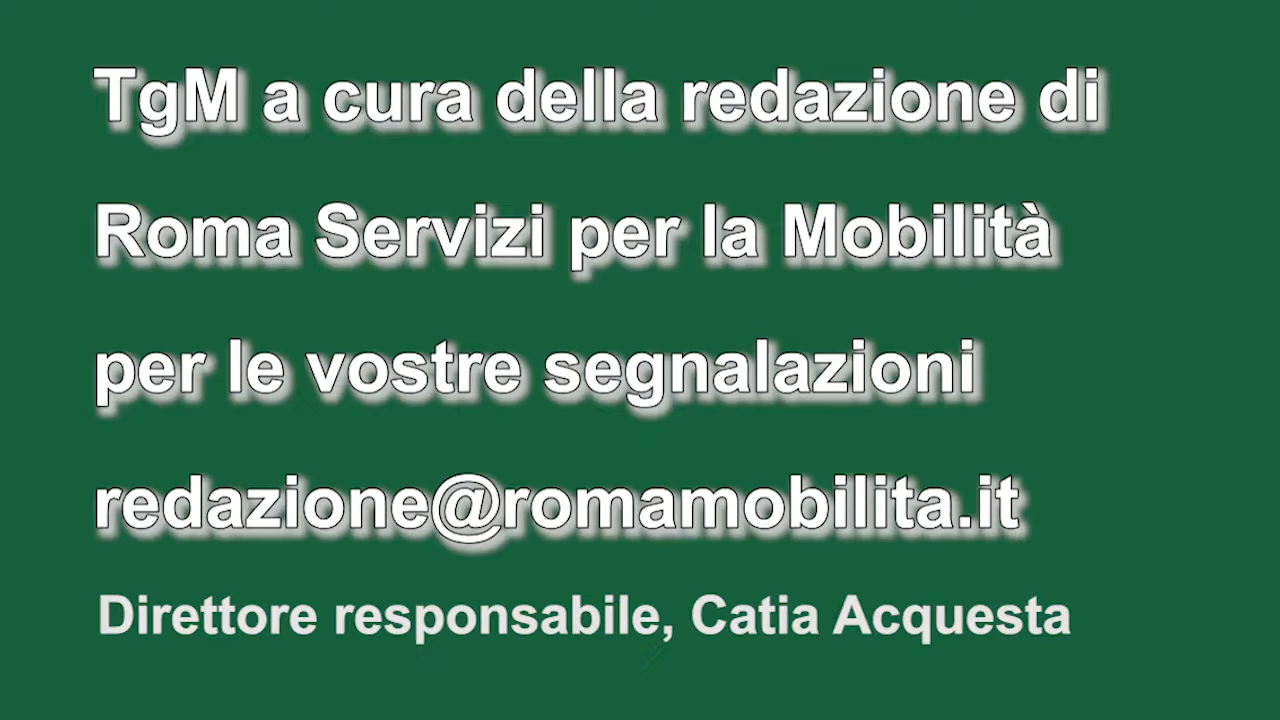 TgM a cura della redazione di
Roma Servizi per la Mobilità
per le vostre segnalazioni
redazione@romamobilita.it
Direttore responsabile, Catia Acquesta